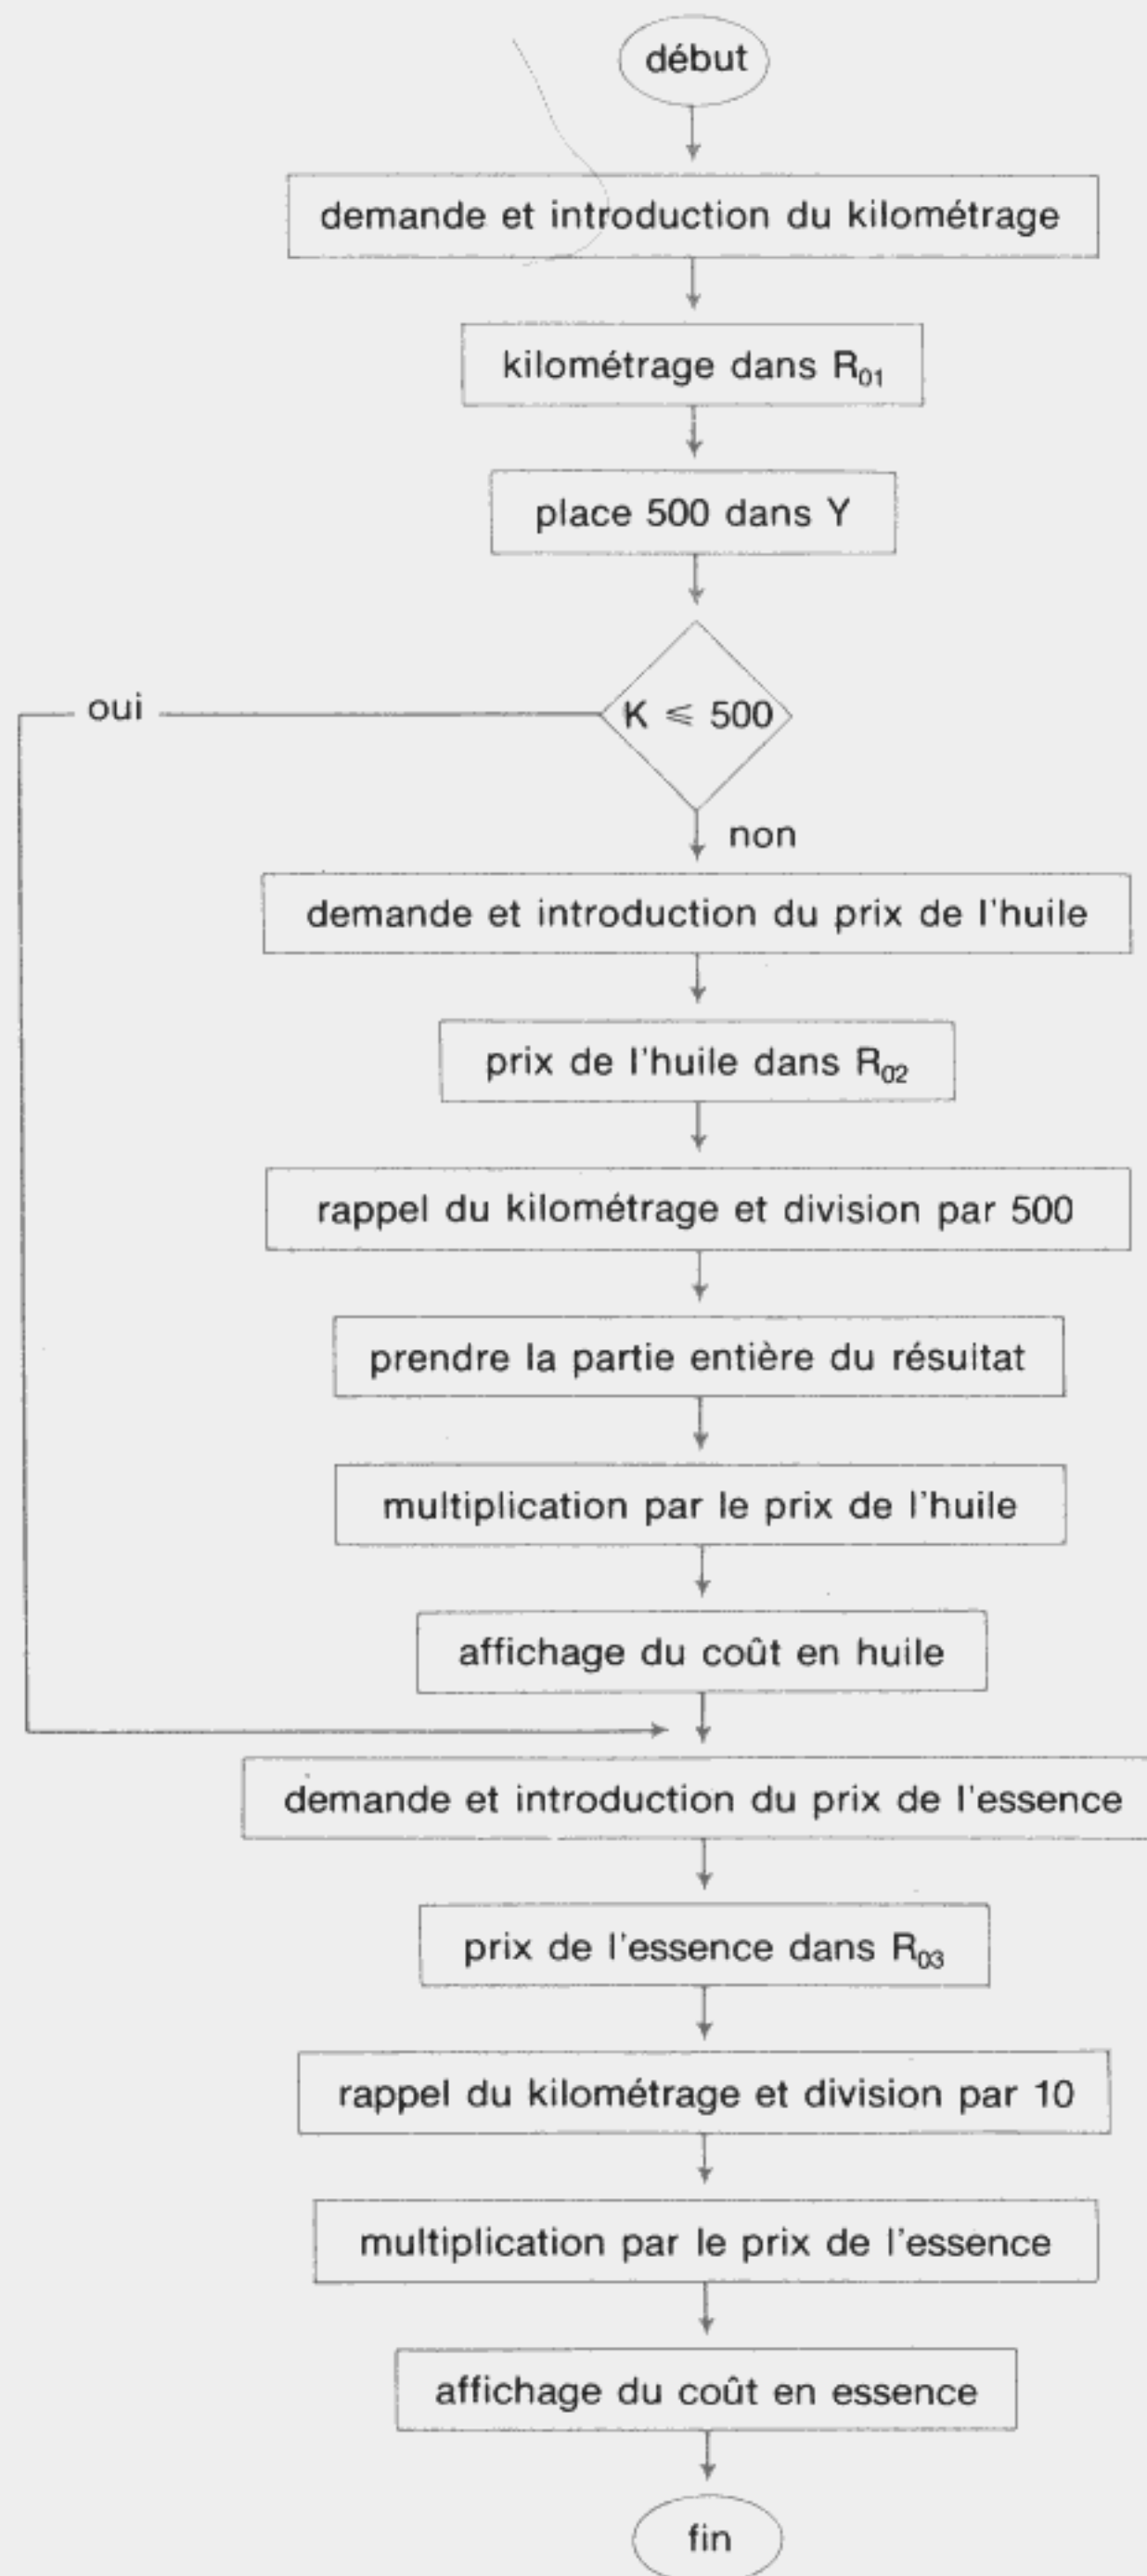 début
demande et introduction du kilométrage
kilométrage dans R₀₁
place 500 dans Y
oui
K ⩽ 500
non
demande et introduction du prix de l'huile
prix de l'huile dans R₀₂
rappel du kilométrage et division par 500
prendre la partie entière du résultat
multiplication par le prix de l'huile
affichage du coût en huile
demande et introduction du prix de l'essence
prix de l'essence dans R₀₃
rappel du kilométrage et division par 10
multiplication par le prix de l'essence
affichage du coût en essence
fin